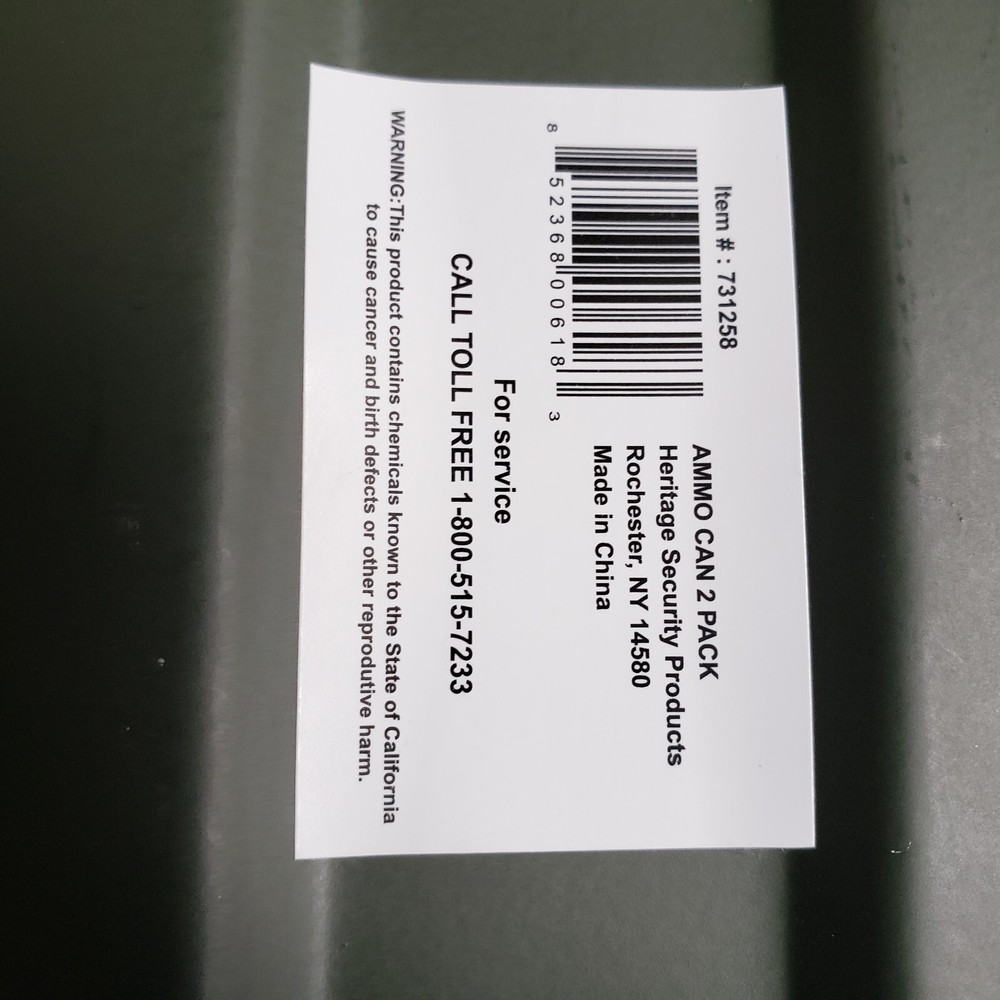 Item # : 731258
8 52368 00618 3
AMMO CAN 2 PACK
Heritage Security Products
Rochester, NY 14580
Made in China
For service
CALL TOLL FREE 1-800-515-7233
WARNING:This product contains chemicals known to the State of California
to cause cancer and birth defects or other reprodutive harm.